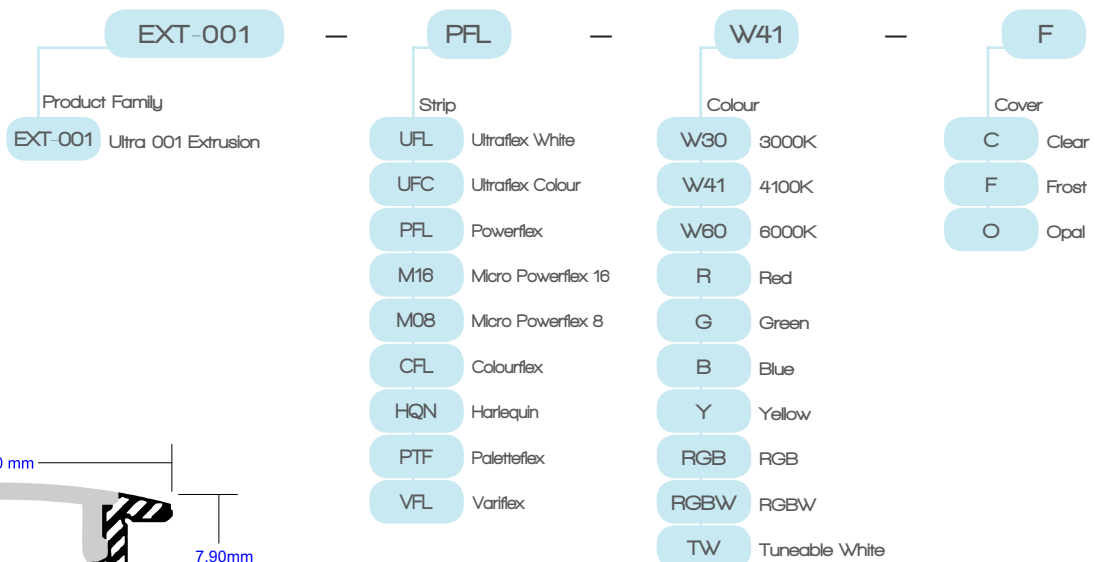 EXT-001 – PFL – W41 – F
Product Family
EXT-001 Ultra 001 Extrusion
Strip
UFL Ultraflex White
UFC Ultraflex Colour
PFL Powerflex
M16 Micro Powerflex 16
M08 Micro Powerflex 8
CFL Colourflex
HQN Harlequin
PTF Paletteflex
VFL Variflex
Colour
W30 3000K
W41 4100K
W60 6000K
R Red
G Green
B Blue
Y Yellow
RGB RGB
RGBW RGBW
TW Tuneable White
Cover
C Clear
F Frost
O Opal
0 mm
7.90mm